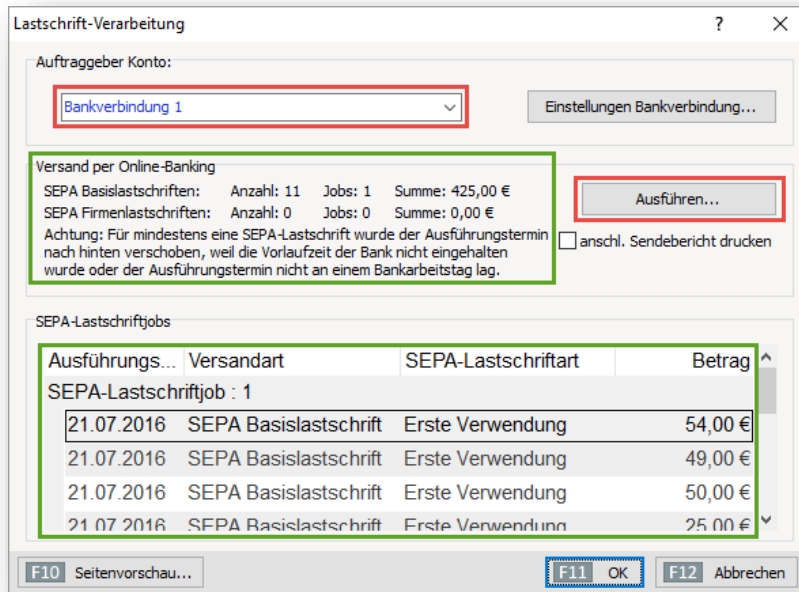 Lastschrift-Verarbeitung
Auftraggeber Konto:
Bankverbindung 1
Einstellungen Bankverbindung...
Versand per Online-Banking
SEPA Basislastschriften: Anzahl: 11 Jobs: 1 Summe: 425,00 €
SEPA Firmenlastschriften: Anzahl: 0 Jobs: 0 Summe: 0,00 €
Achtung: Für mindestens eine SEPA-Lastschrift wurde der Ausführungstermin
nach hinten verschoben, weil die Vorlaufzeit der Bank nicht eingehalten
wurde oder der Ausführungstermin nicht an einem Bankarbeitstag lag.
Ausführen...
anschl. Sendebericht drucken
SEPA-Lastschriftjobs
Ausführungs... Versandart SEPA-Lastschriftart Betrag
SEPA-Lastschriftjob : 1
21.07.2016 SEPA Basislastschrift Erste Verwendung 54,00 €
21.07.2016 SEPA Basislastschrift Erste Verwendung 49,00 €
21.07.2016 SEPA Basislastschrift Erste Verwendung 50,00 €
21.07.2016 SEPA Basislastschrift Erste Verwendung 25,00 €
F10 Seitenvorschau...
F11 OK
F12 Abbrechen